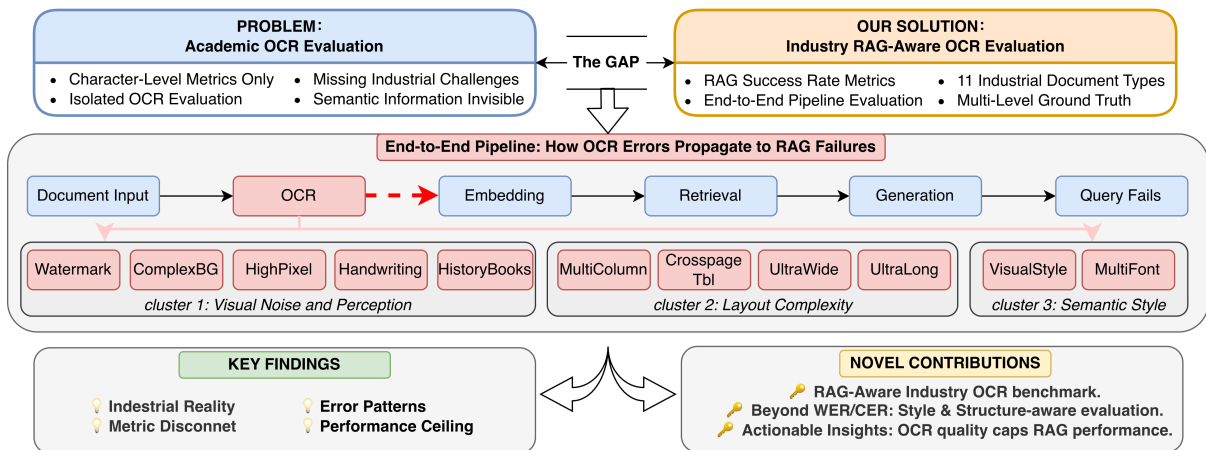 PROBLEM:
Academic OCR Evaluation
• Character-Level Metrics Only
• Isolated OCR Evaluation
• Missing Industrial Challenges
• Semantic Information Invisible
The GAP
OUR SOLUTION:
Industry RAG-Aware OCR Evaluation
• RAG Success Rate Metrics
• End-to-End Pipeline Evaluation
• 11 Industrial Document Types
• Multi-Level Ground Truth
End-to-End Pipeline: How OCR Errors Propagate to RAG Failures
Document Input
OCR
Embedding
Retrieval
Generation
Query Fails
Watermark
ComplexBG
HighPixel
Handwriting
HistoryBooks
cluster 1: Visual Noise and Perception
MultiColumn
Crosspage
Tbl
UltraWide
UltraLong
cluster 2: Layout Complexity
VisualStyle
MultiFont
cluster 3: Semantic Style
KEY FINDINGS
Indestrial Reality
Metric Disconnet
Error Patterns
Performance Ceiling
NOVEL CONTRIBUTIONS
RAG-Aware Industry OCR benchmark.
Beyond WER/CER: Style & Structure-aware evaluation.
Actionable Insights: OCR quality caps RAG performance.